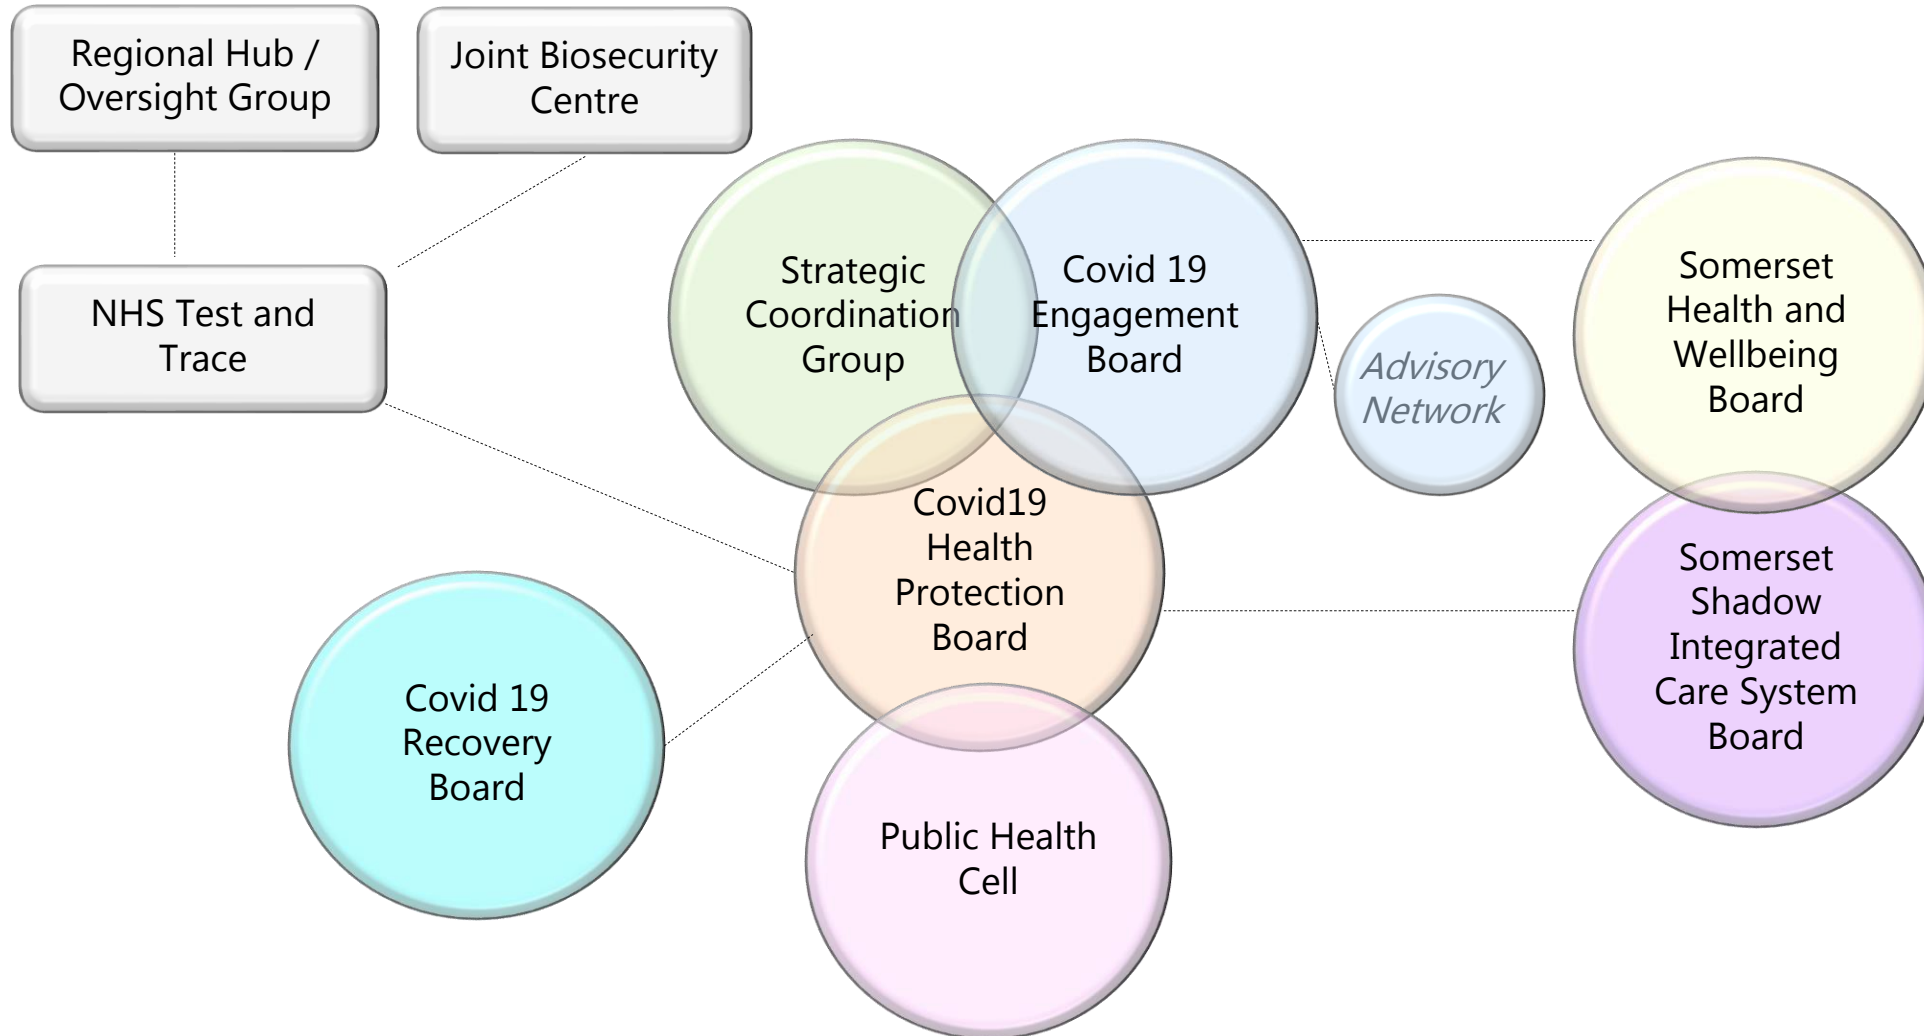 Regional Hub /
Oversight Group
Joint Biosecurity
Centre
NHS Test and
Trace
Strategic
Coordination
Group
Covid 19
Engagement
Board
Advisory
Network
Somerset
Health and
Wellbeing
Board
Covid19
Health
Protection
Board
Somerset
Shadow
Integrated
Care System
Board
Covid 19
Recovery
Board
Public Health
Cell